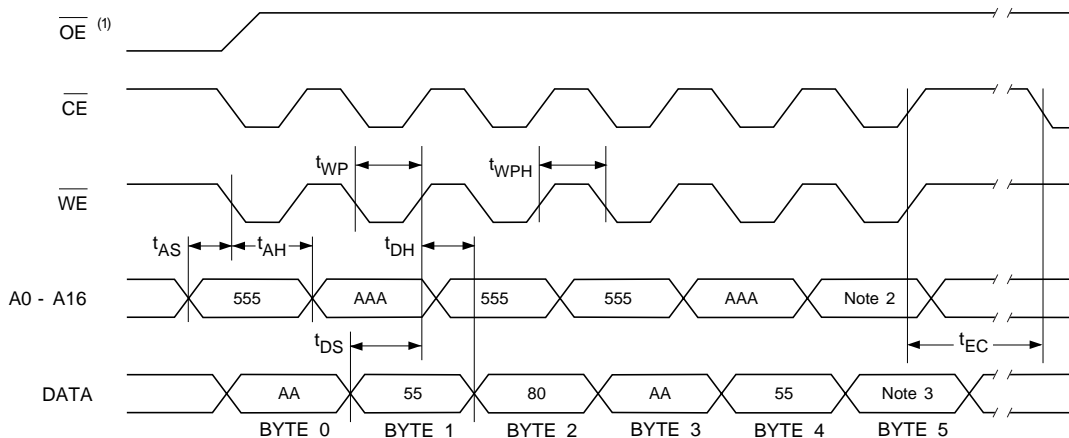 OE (1)
CE
tWP
tWPH
WE
tAS
tAH
tDH
A0 - A16
555
AAA
555
555
AAA
Note 2
tDS
tEC
DATA
AA
55
80
AA
55
Note 3
BYTE 0
BYTE 1
BYTE 2
BYTE 3
BYTE 4
BYTE 5